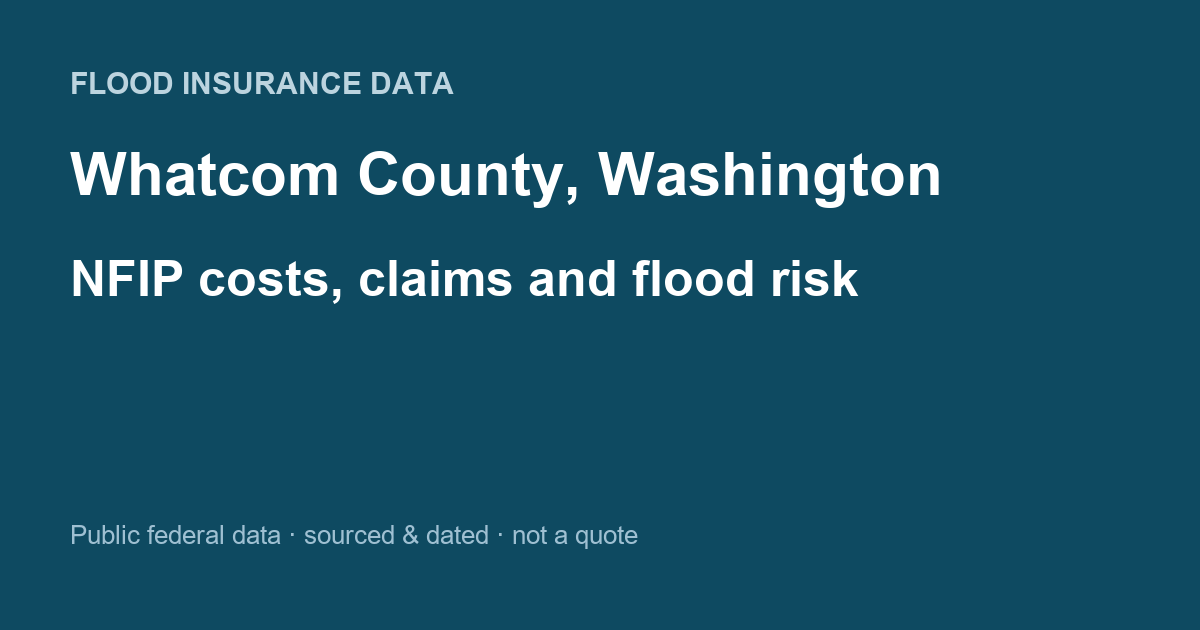 FLOOD INSURANCE DATA
Whatcom County, Washington
NFIP costs, claims and flood risk
Public federal data · sourced & dated · not a quote